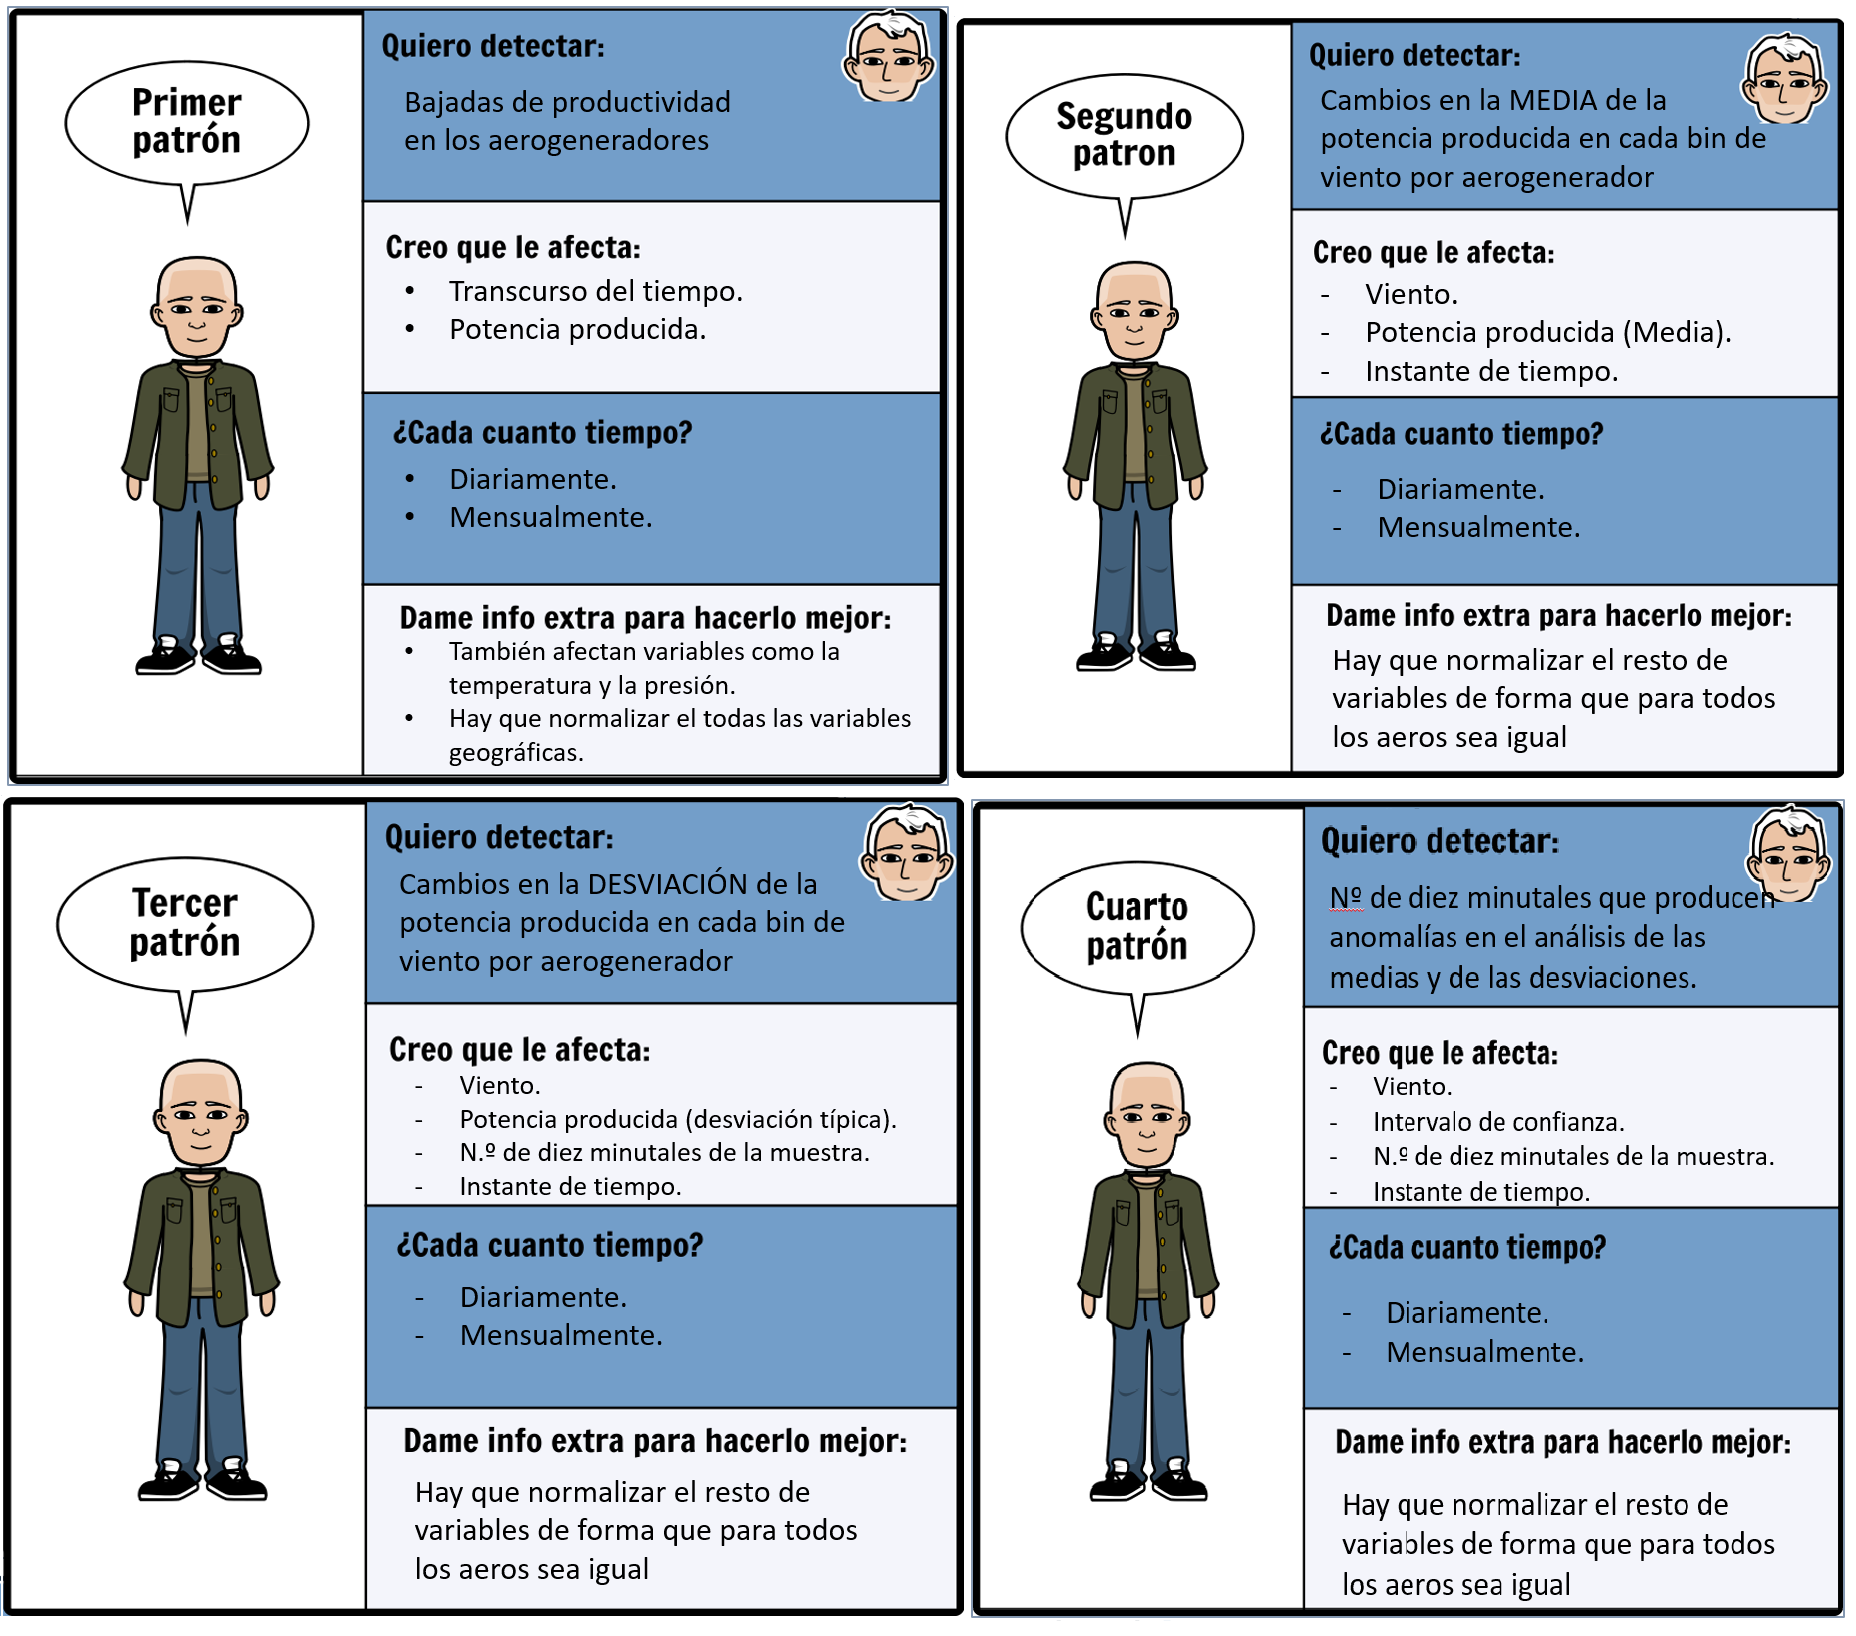 Primer
patrón
Quiero detectar:
Bajadas de productividad
en los aerogeneradores
Creo que le afecta:
• Transcurso del tiempo.
• Potencia producida.
¿Cada cuanto tiempo?
• Diariamente.
• Mensualmente.
Dame info extra para hacerlo mejor:
• También afectan variables como la
temperatura y la presión.
• Hay que normalizar el todas las variables
geográficas.
Segundo
patron
Quiero detectar:
Cambios en la MEDIA de la
potencia producida en cada bin de
viento por aerogenerador
Creo que le afecta:
- Viento.
- Potencia producida (Media).
- Instante de tiempo.
¿Cada cuanto tiempo?
- Diariamente.
- Mensualmente.
Dame info extra para hacerlo mejor:
Hay que normalizar el resto de
variables de forma que para todos
los aeros sea igual
Tercer
patrón
Quiero detectar:
Cambios en la DESVIACIÓN de la
potencia producida en cada bin de
viento por aerogenerador
Creo que le afecta:
- Viento.
- Potencia producida (desviación típica).
- N.º de diez minutales de la muestra.
- Instante de tiempo.
¿Cada cuanto tiempo?
- Diariamente.
- Mensualmente.
Dame info extra para hacerlo mejor:
Hay que normalizar el resto de
variables de forma que para todos
los aeros sea igual
Cuarto
patrón
Quiero detectar:
Nº de diez minutales que producen
anomalías en el análisis de las
medias y de las desviaciones.
Creo que le afecta:
- Viento.
- Intervalo de confianza.
- N.º de diez minutales de la muestra.
- Instante de tiempo.
¿Cada cuanto tiempo?
- Diariamente.
- Mensualmente.
Dame info extra para hacerlo mejor:
Hay que normalizar el resto de
variables de forma que para todos
los aeros sea igual